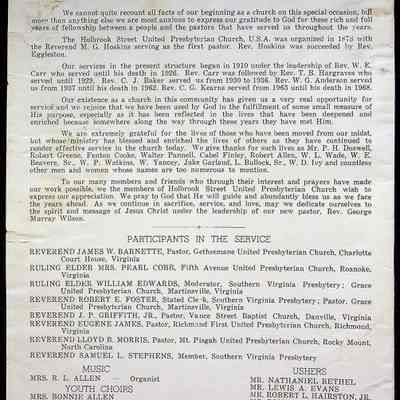 We cannot quite recount all facts of our beginning as a church on this special occasion, but
more than anything else we are most anxious to express our gratitude to God for these rich and full
years of fellowship between a people and the pastors that have served us throughout the years.
The Holbrook Street United Presbyterian Church, U.S.A. was organized in 1874 with
the Reverend M. G. Hoskins serving as the first pastor. Rev. Hoskins was succeeded by Rev.
Eggleston.
Our services in the present structure began in 1910 under the leadership of Rev. W. E.
Carr who served until his death in 1926. Rev. Carr was followed by Rev. T. B. Hargraves who
served until 1929. Rev. C. J. Baker served us from 1930 to 1936. Rev. W. G. Anderson served
us from 1937 until his death in 1962. Rev. C. G. Kearns served from 1963 until his death in 1968.
Our existence as a church in this community has given us a very real opportunity for
service and we rejoice that we have been used by God in the fulfillment of some small measure of
His purpose, especially as it has been reflected in the lives that have been deepened and
enriched because somewhere along the way through these years they have met Him.
We are extremely grateful for the lives of those who have been moved from our midst,
but whose ministry has blessed and enriched the lives of others as they have continued to
render effective service in the church today. We give thanks for such lives as Mr. P. H. Doswell,
Robert Greene, Fenton Cooke, Walter Pannell, Cabel Finley, Robert Allen, W. L. Wade, W. E.
Beavers, Sr., W. P. Watkins, W. Yancey, Jake Garland, L. Bullock, Sr., W. D. Ivy and countless
other men and women whose names are too numerous to mention.
To our many members and friends who through their interest and prayers have made
our work possible, we the members of Holbrook Street United Presbyterian Church wish to
express our appreciation. We pray to God that He will guide and abundantly bless us as we face
the years ahead. As we continue in sacrifice, service, and love, may we dedicate ourselves to
the spirit and message of Jesus Christ under the leadership of our new pastor, Rev. George
Murray Wilson.
PARTICIPANTS IN THE SERVICE
REVEREND JAMES W. BARNETTE, Pastor, Gethsemane United Presbyterian Church, Charlotte
Court House, Virginia
RULING ELDER MRS. PEARL COBB, Fifth Avenue United Presbyterian Church, Roanoke,
Virginia
RULING ELDER WILLIAM EDWARDS, Moderator, Southern Virginia Presbytery; Grace
United Presbyterian Church, Martinsville, Virginia
REVEREND ROBERT E. FOSTER, Stated Clerk, Southern Virginia Presbytery; Pastor Grace
United Presbyterian Church, Martinsville, Virginia
REVEREND J. P. GRIFFITH, JR., Pastor, Vance Street Baptist Church, Danville, Virginia
REVEREND EUGENE JAMES, Pastor, Richmond First United Presbyterian Church, Richmond,
Virginia
REVEREND LLOYD B. MORRIS, Pastor, Mt. Pisgah United Presbyterian Church, Rocky Mount,
North Carolina
REVEREND SAMUEL L. STEPHENS, Member, Southern Virginia Presbytery
MUSIC
MRS. R. L. ALLEN — Organist
YOUTH CHOIRS
MRS. BONNIE ALLEN
USHERS
MR. NATHANIEL BETHEL
MR. LEWIS A. EVANS
MR. ROBERT L. HAIRSTON, JR.